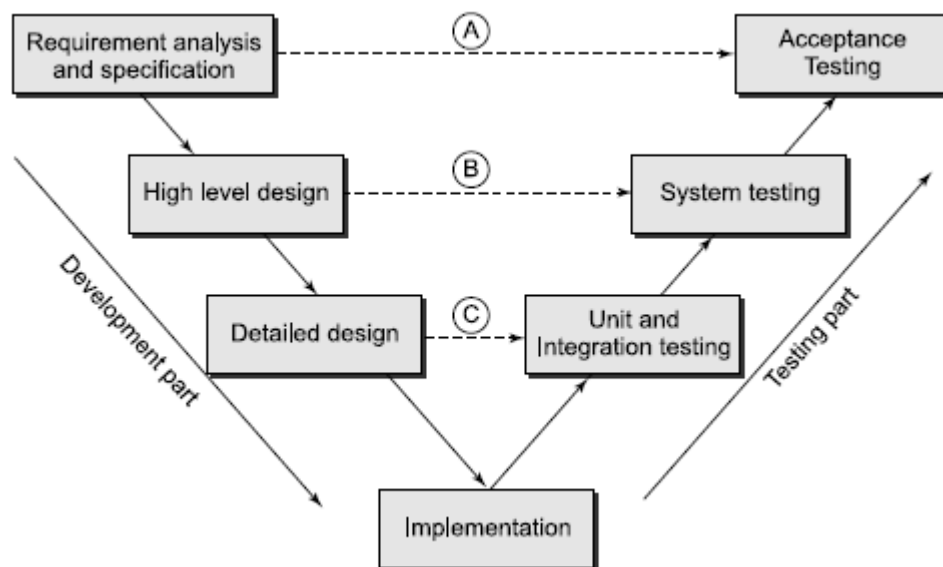 Requirement analysis
and specification
A
Acceptance
Testing
High level design
B
System testing
Development part
Detailed design
C
Unit and
Integration testing
Testing part
Implementation